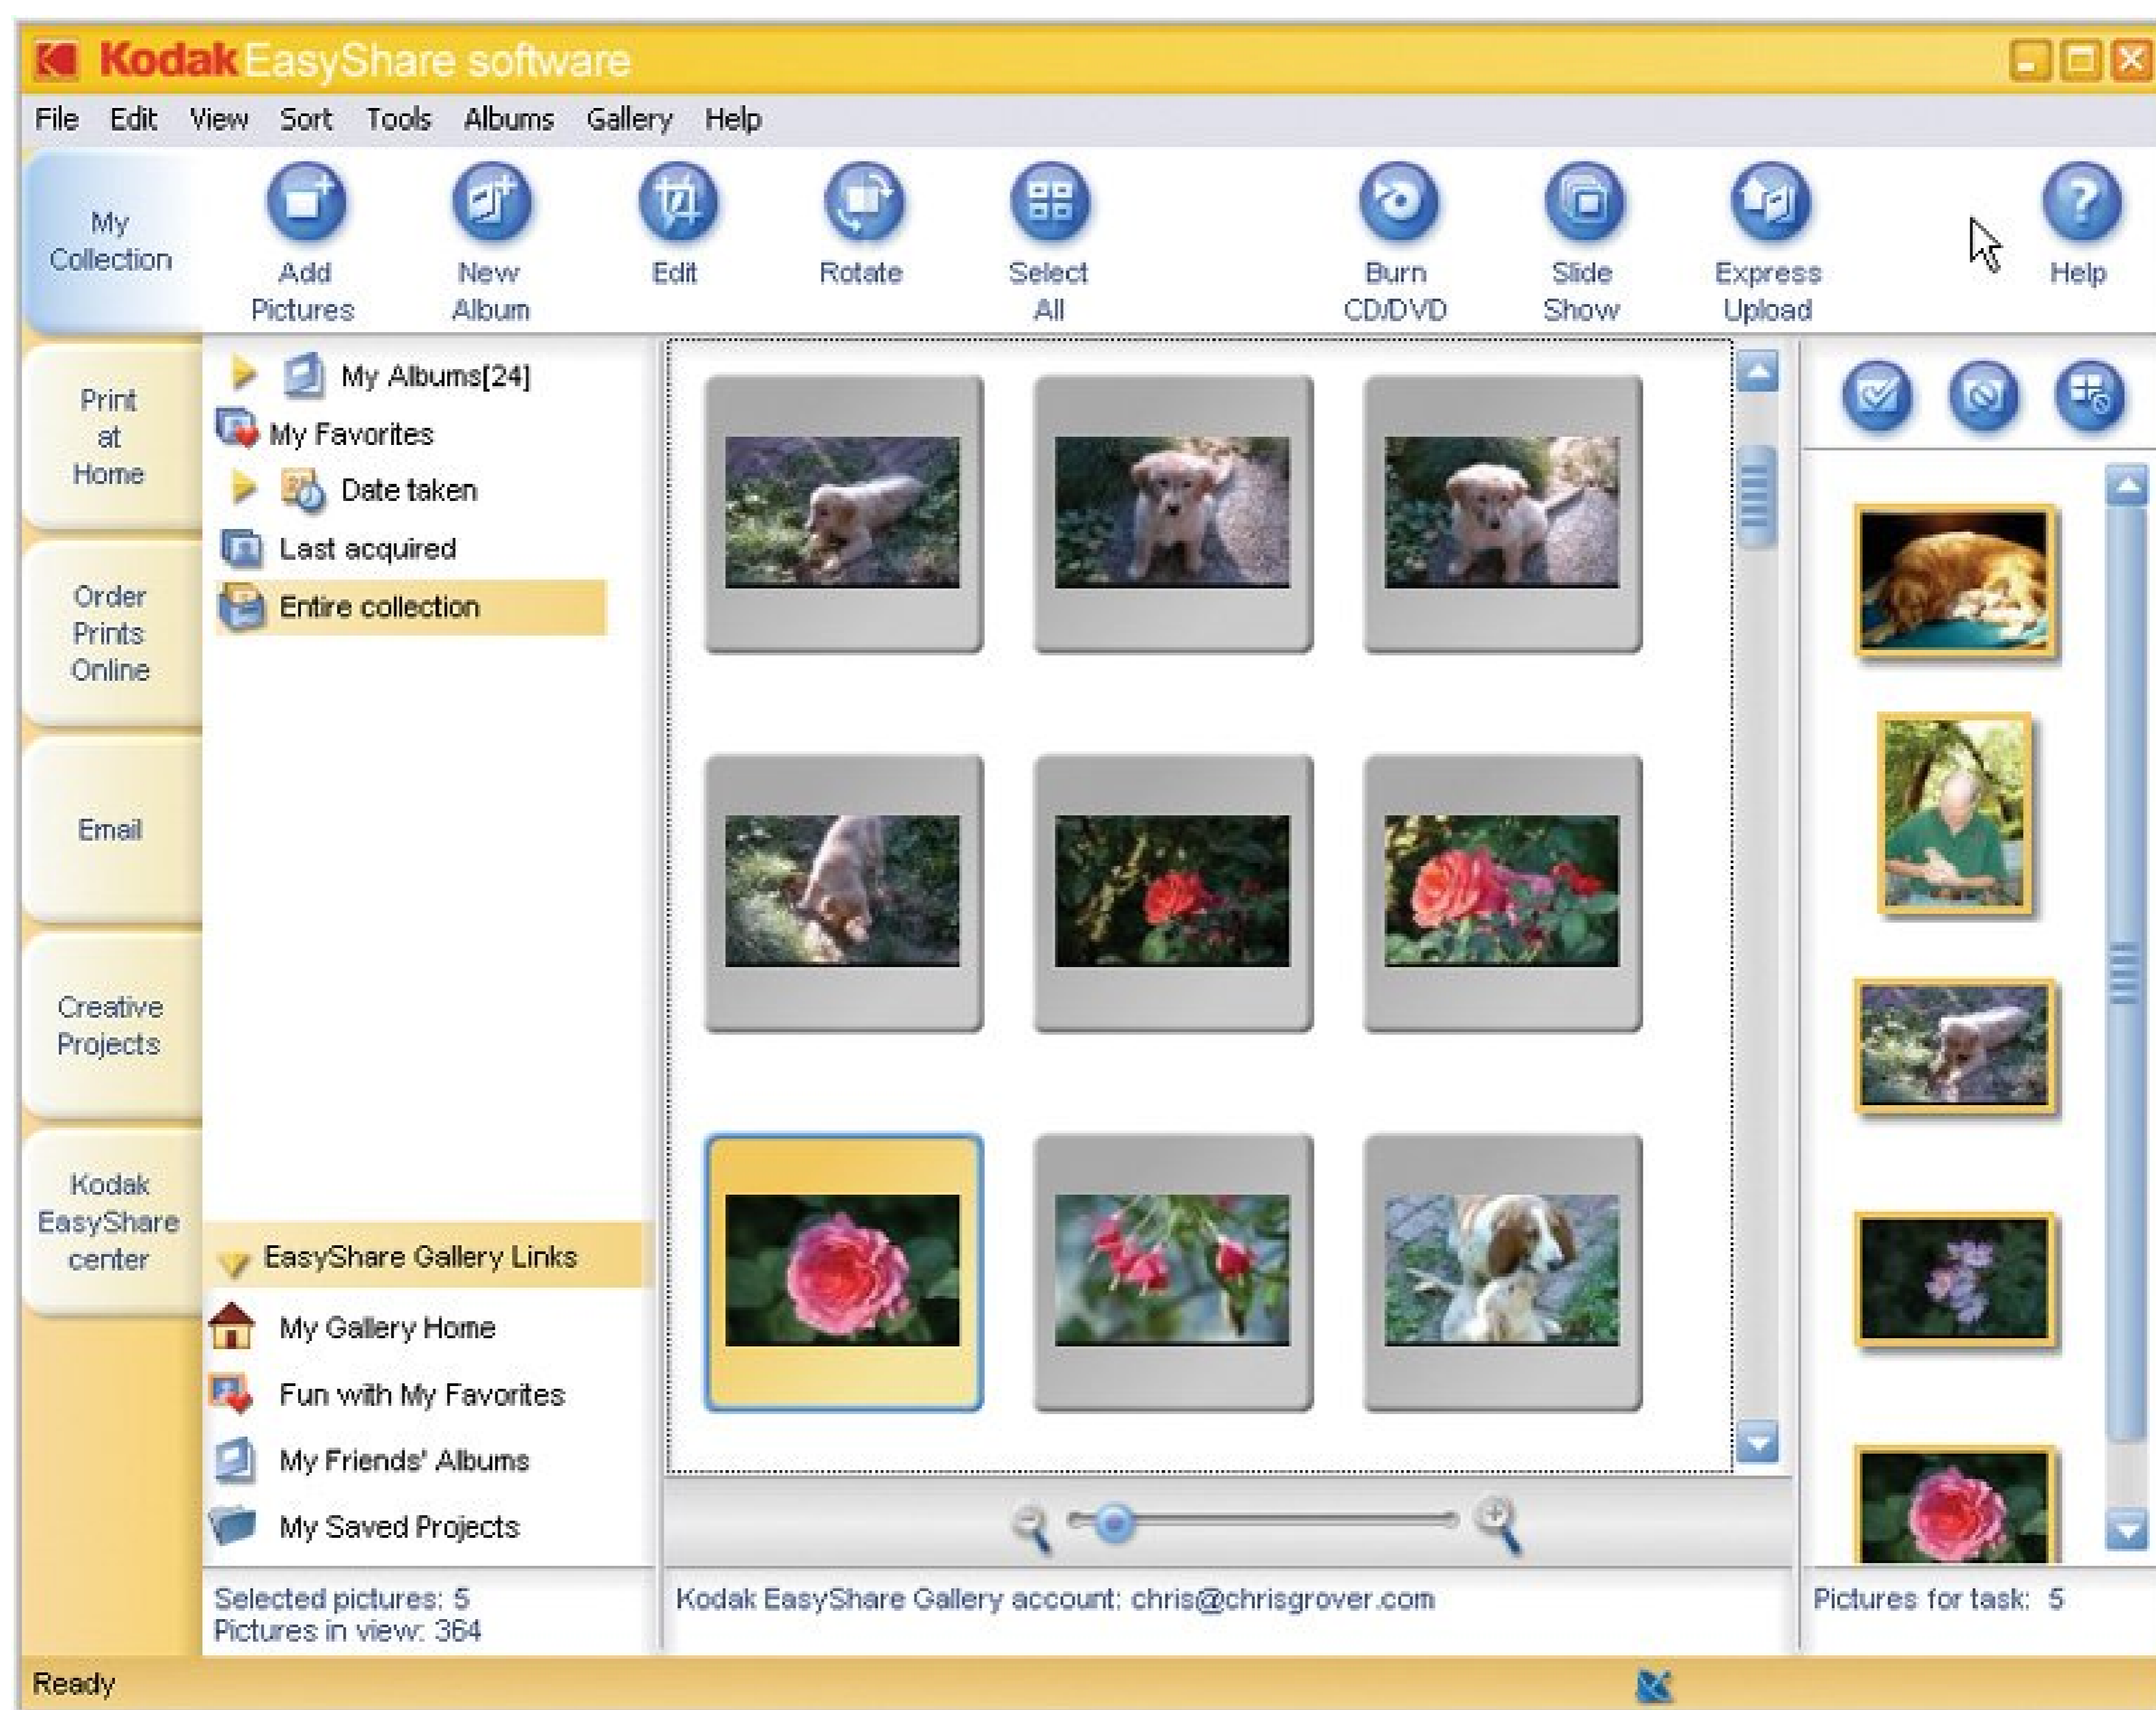 Kodak EasyShare software
File Edit View Sort Tools Albums Gallery Help
My
Collection
Add
Pictures
New
Album
Edit
Rotate
Select
All
Burn
CD/DVD
Slide
Show
Express
Upload
Help
Print
at
Home
Order
Prints
Online
Email
Creative
Projects
Kodak
EasyShare
center
My Albums[24]
My Favorites
Date taken
Last acquired
Entire collection
EasyShare Gallery Links
My Gallery Home
Fun with My Favorites
My Friends' Albums
My Saved Projects
Selected pictures: 5
Pictures in view: 364
Kodak EasyShare Gallery account: chris@chrisgrover.com
Pictures for task: 5
Ready